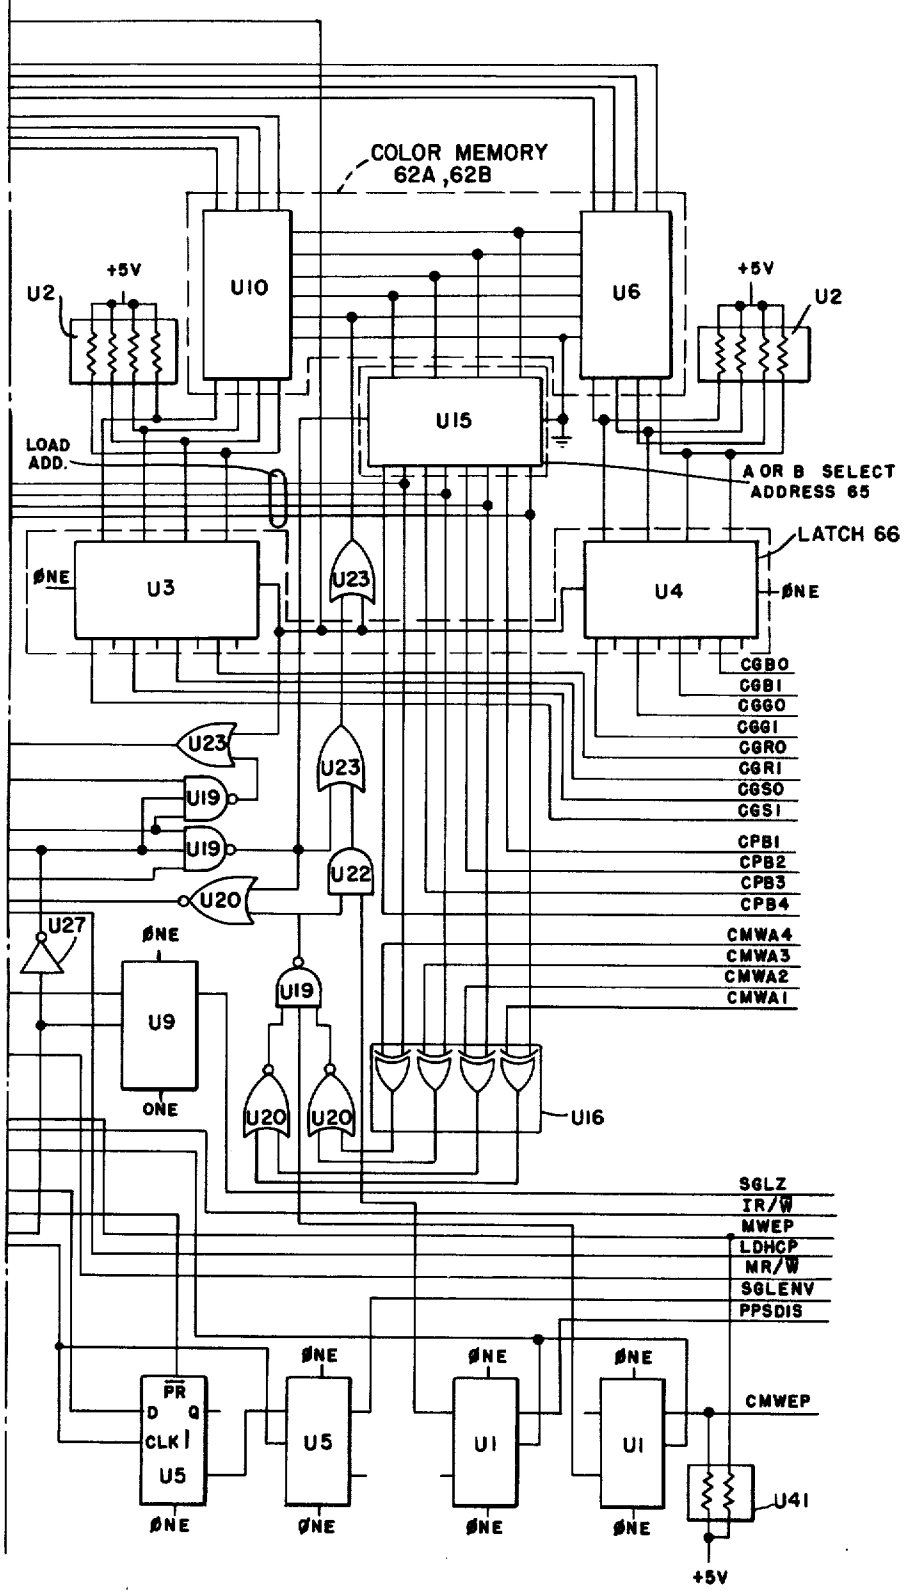 COLOR MEMORY
62A, 62B
+5V
U2
U10
U6
+5V
U2
U15
LOAD
ADD.
A OR B SELECT
ADDRESS 65
LATCH 66
ØNE
U3
U23
U4
ØNE
CGB0
CGB1
CGG0
CGG1
CGR0
CGR1
CGS0
CGS1
U23
U23
U19
U19
U22
U20
CPB1
CPB2
CPB3
CPB4
U27
ØNE
CMWA4
CMWA3
CMWA2
CMWA1
U19
U9
ONE
U20
U20
U16
SGLZ
IR/W̅
MWEP
LDHCP
MR/W̅
SGLENV
PPSDIS
ØNE
ØNE
ØNE
P̅R̅
D Q
CLK
U5
U5
U1
U1
CMWEP
U41
ØNE
ØNE
ØNE
ØNE
+5V